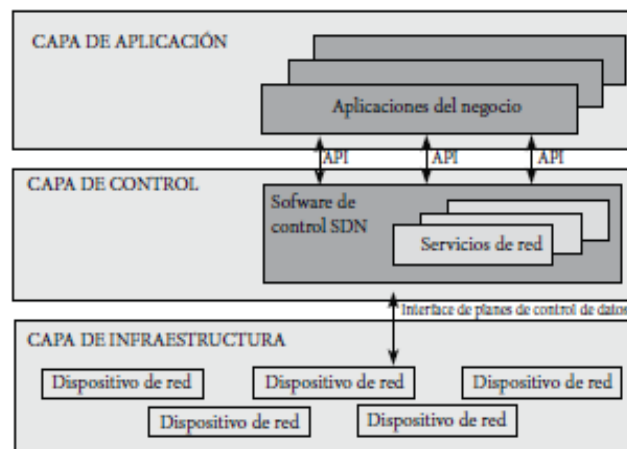 CAPA DE APLICACIÓN
Aplicaciones del negocio
API
API
API
CAPA DE CONTROL
Sofware de
control SDN
Servicios de red
Interface de planes de control de datos
CAPA DE INFRAESTRUCTURA
Dispositivo de red
Dispositivo de red
Dispositivo de red
Dispositivo de red
Dispositivo de red